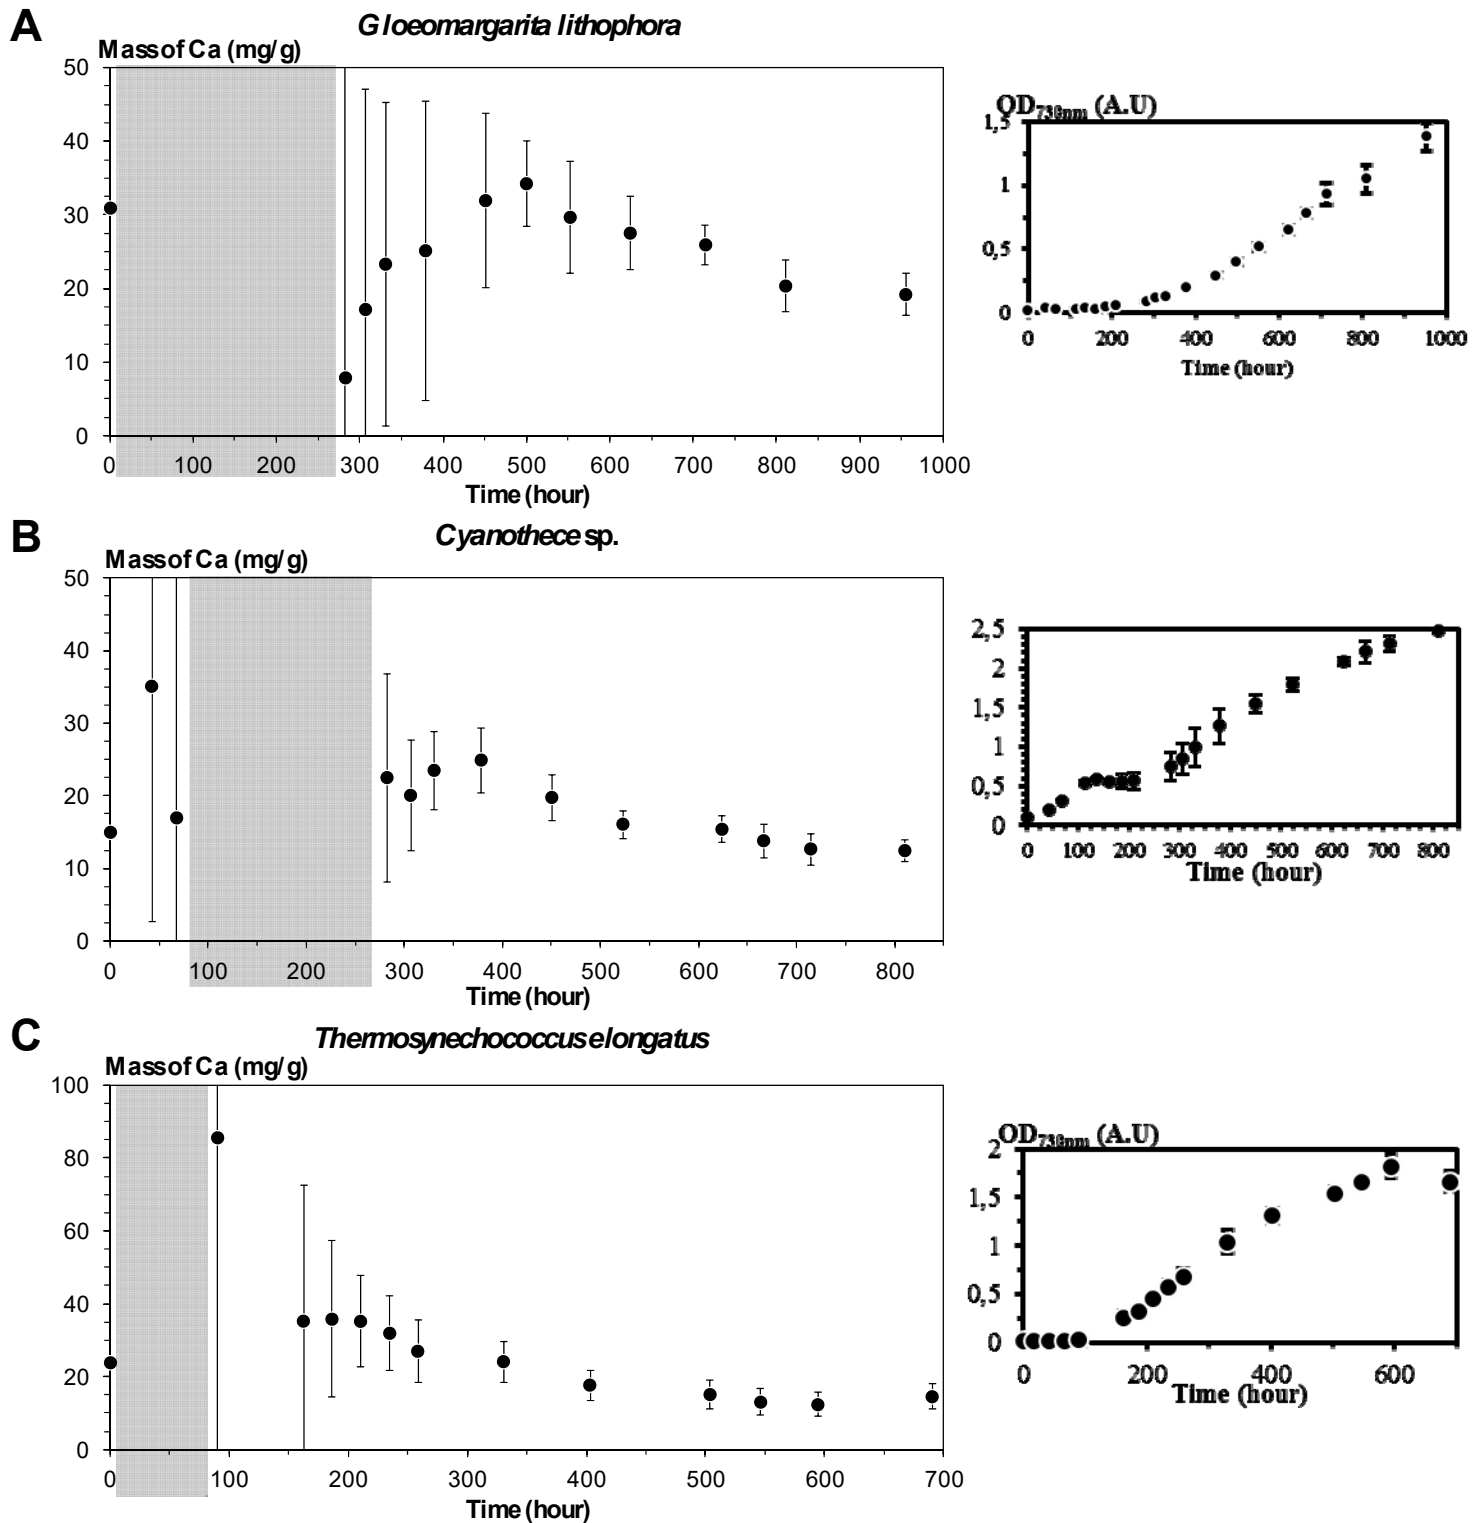 A
Gloeomargarita lithophora
Mass of Ca (mg/g)
50
40
30
20
10
0
0 100 200 300 400 500 600 700 800 900 1000
Time (hour)
OD730nm (A.U)
1,5
1
0,5
0
0 200 400 600 800 1000
Time (hour)
B
Cyanothece sp.
Mass of Ca (mg/g)
50
40
30
20
10
0
0 100 200 300 400 500 600 700 800
Time (hour)
2,5
2
1,5
1
0,5
0
0 100 200 300 400 500 600 700 800
Time (hour)
C
Thermosynechococcus elongatus
Mass of Ca (mg/g)
100
80
60
40
20
0
0 100 200 300 400 500 600 700
Time (hour)
OD730nm (A.U)
2
1,5
1
0,5
0
0 200 400 600
Time (hour)